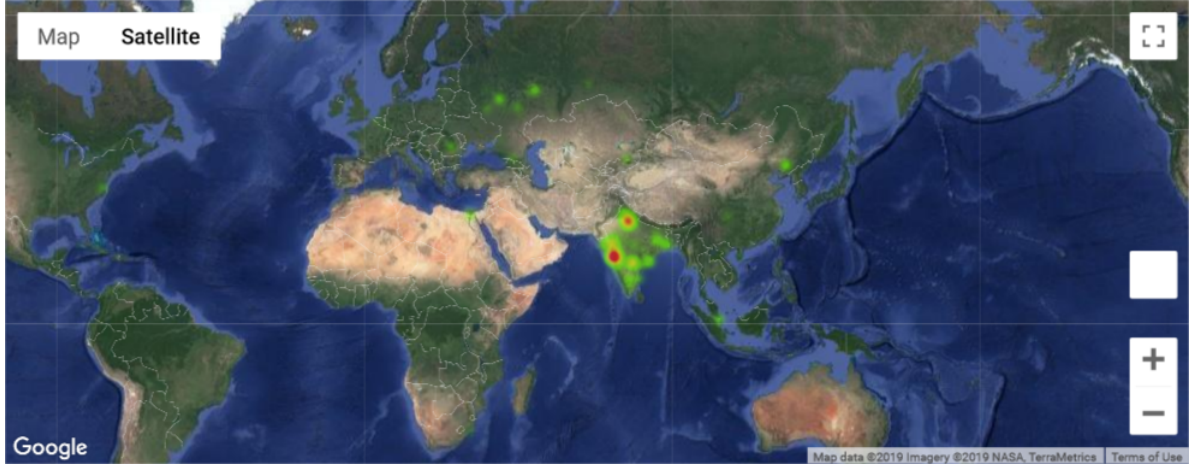 Map Satellite
Google
Map data ©2019 Imagery ©2019 NASA, TerraMetrics Terms of Use